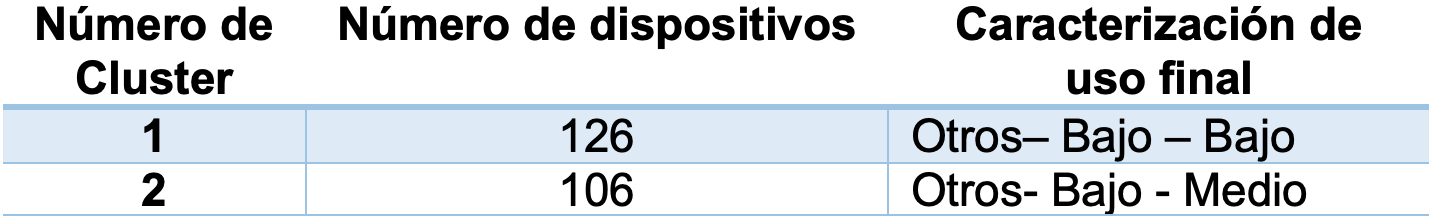 Número de Cluster Número de dispositivos Caracterización de uso final
1 126 Otros– Bajo – Bajo
2 106 Otros- Bajo - Medio